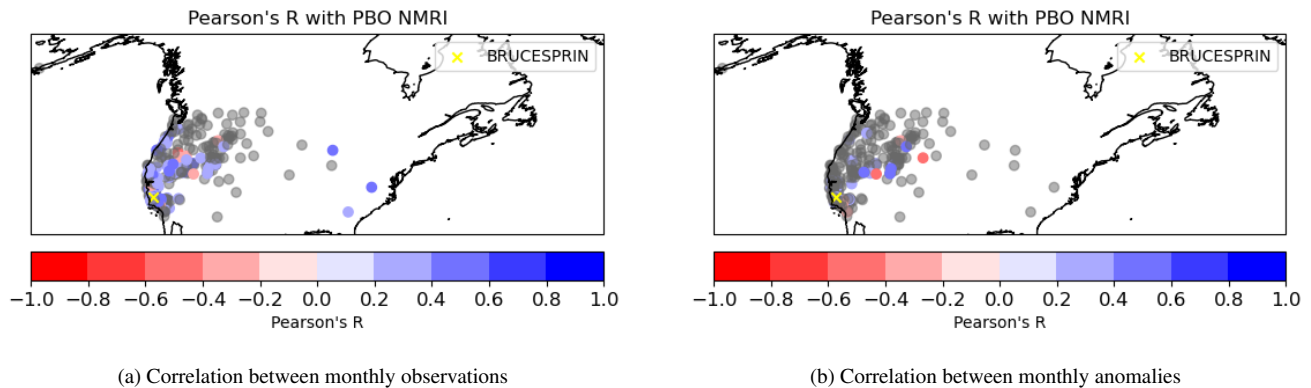 Pearson's R with PBO NMRI
BRUCESPRIN
−1.0 −0.8 −0.6 −0.4 −0.2 0.0 0.2 0.4 0.6 0.8 1.0
Pearson's R
(a) Correlation between monthly observations
Pearson's R with PBO NMRI
BRUCESPRIN
−1.0 −0.8 −0.6 −0.4 −0.2 0.0 0.2 0.4 0.6 0.8 1.0
Pearson's R
(b) Correlation between monthly anomalies